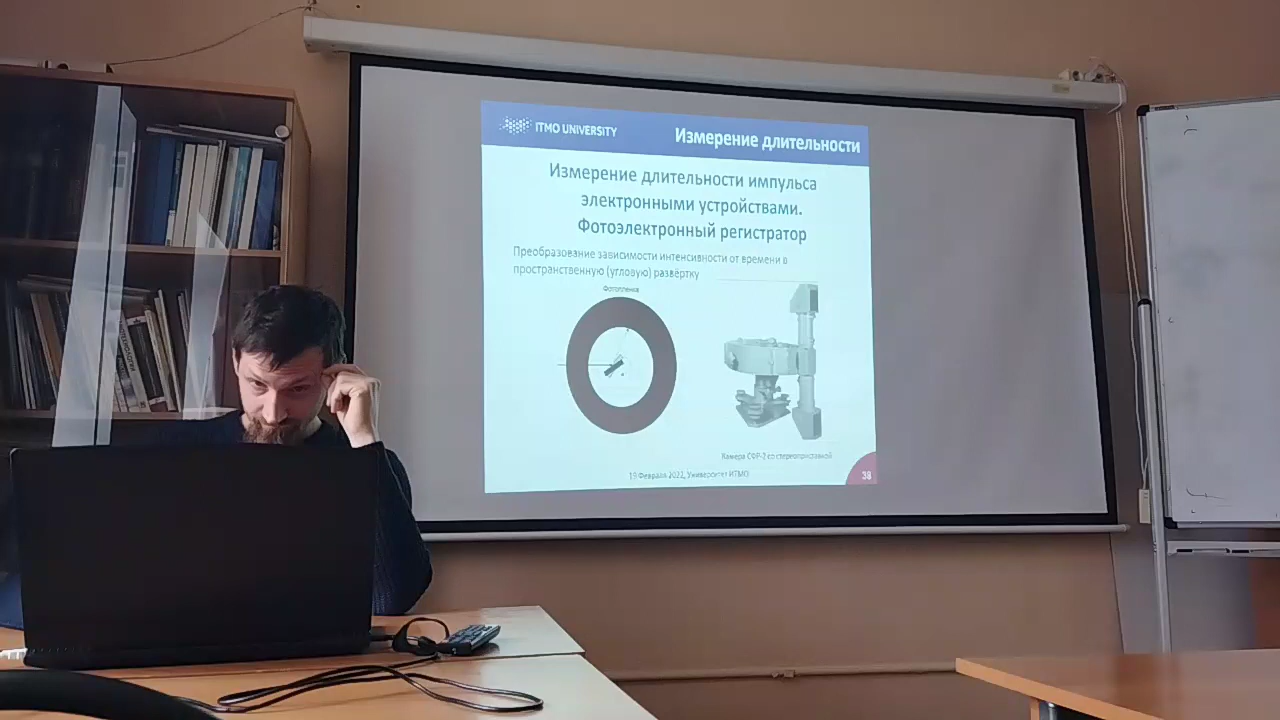 ITMO UNIVERSITY
Измерение длительности
Измерение длительности импульса
электронными устройствами.
Фотоэлектронный регистратор
Преобразование зависимости интенсивности от времени в
пространственную (угловую) развёртку
Фотопленка
Камера СФР-2 со стереоприставкой
19 Февраля 2022, Университет ИТМО
38